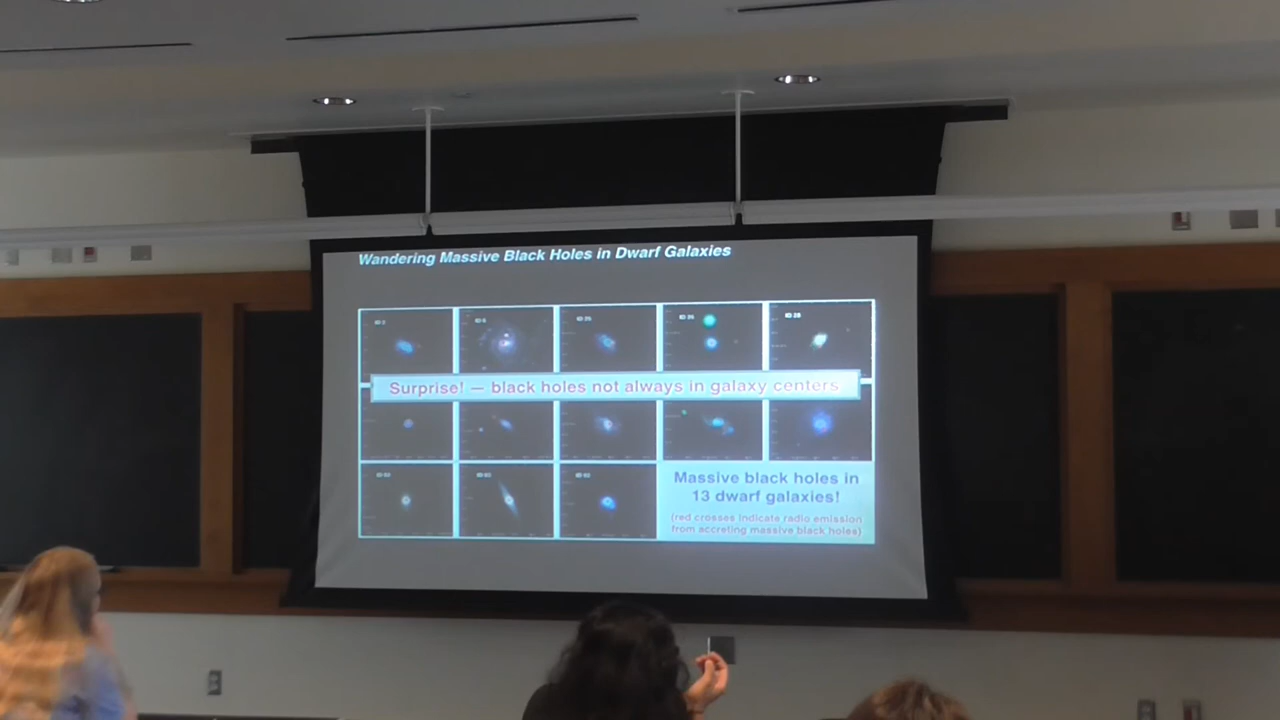 Wandering Massive Black Holes in Dwarf Galaxies
Surprise! — black holes not always in galaxy centers
Massive black holes in
13 dwarf galaxies!
(red crosses indicate radio emission
from accreting massive black holes)